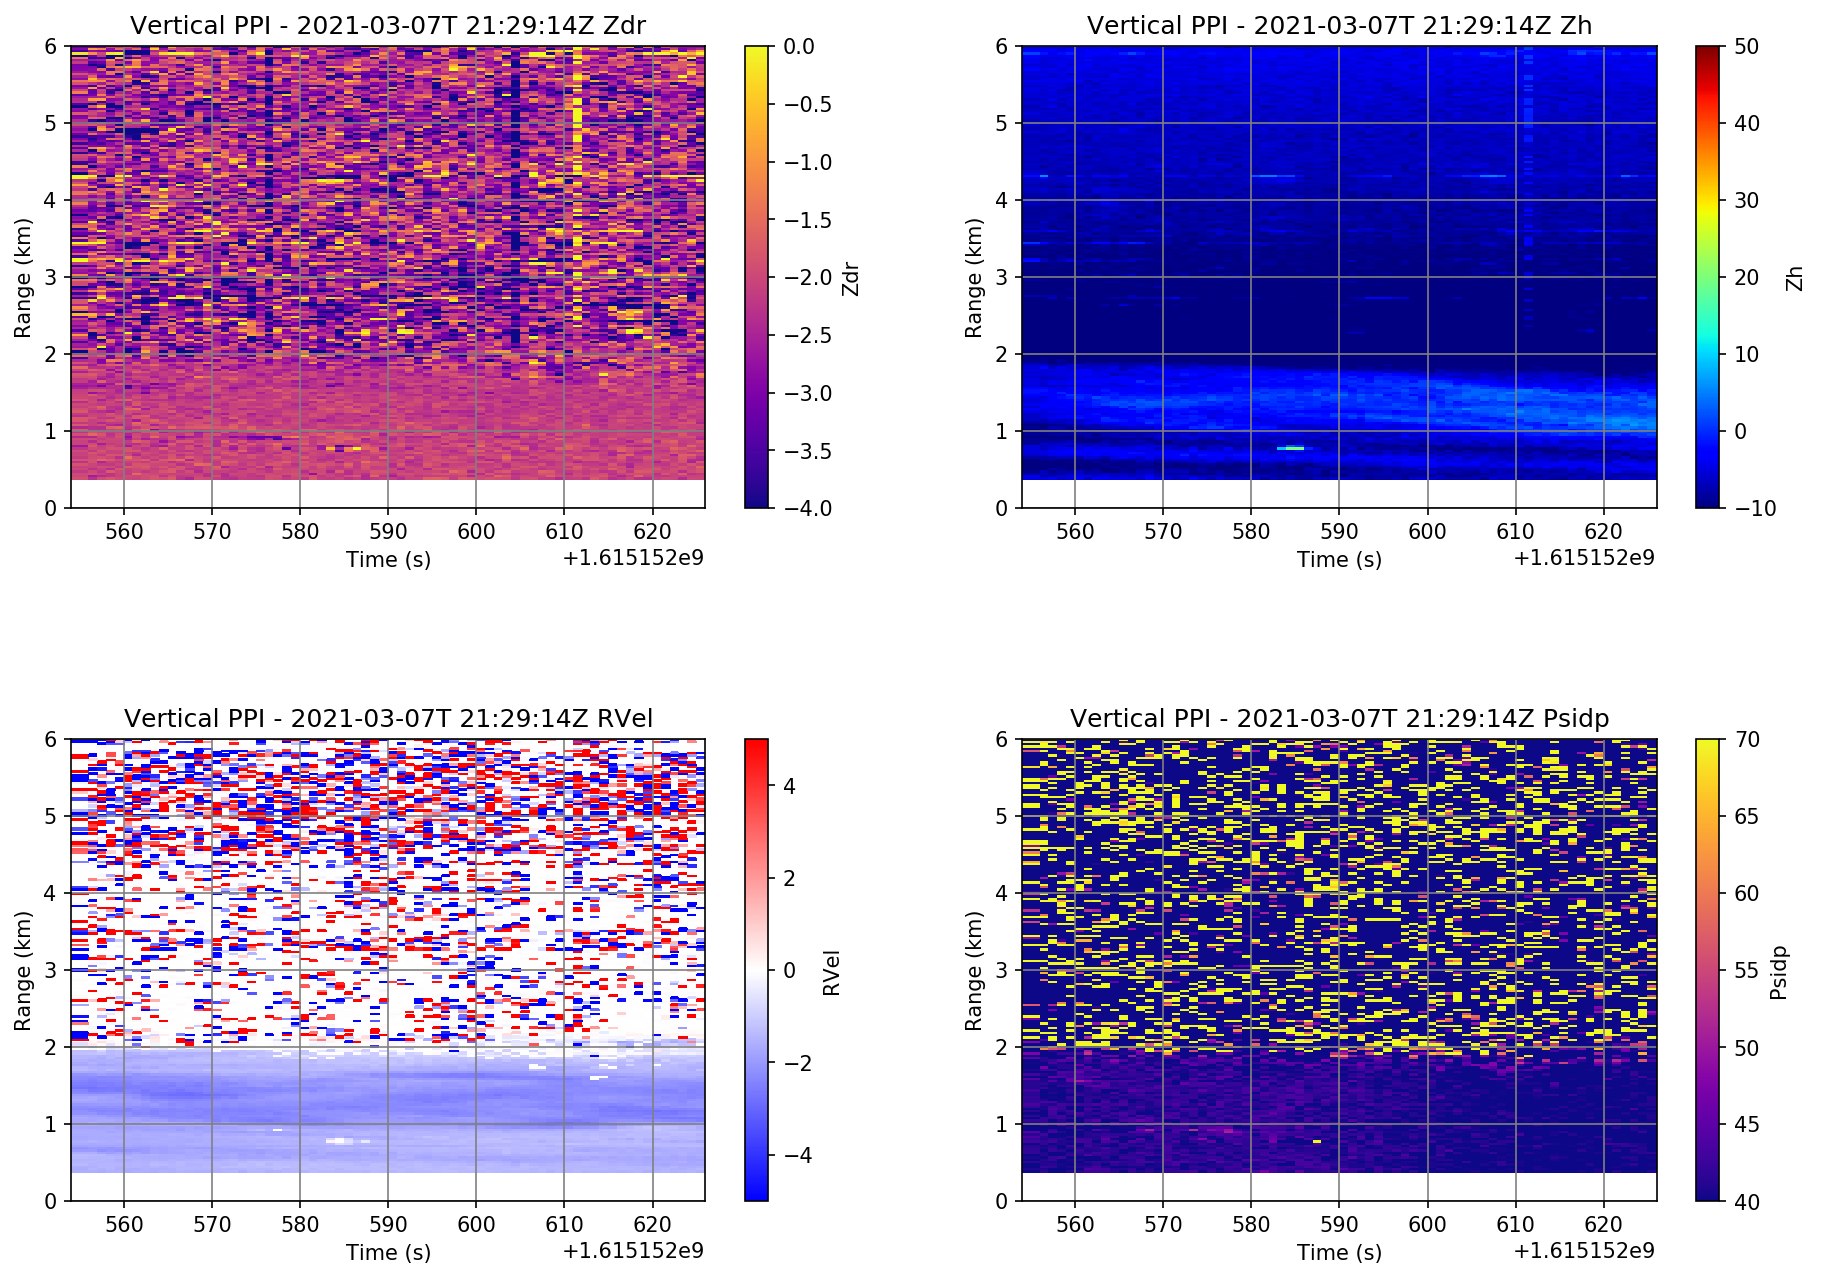 Vertical PPI - 2021-03-07T 21:29:14Z Zdr
6
5
4
3
2
1
0
Range (km)
560 570 580 590 600 610 620
Time (s)
+1.615152e9
0.0
−0.5
−1.0
−1.5
−2.0
−2.5
−3.0
−3.5
−4.0
Zdr
Vertical PPI - 2021-03-07T 21:29:14Z Zh
6
5
4
3
2
1
0
Range (km)
560 570 580 590 600 610 620
Time (s)
+1.615152e9
50
40
30
20
10
0
−10
Zh
Vertical PPI - 2021-03-07T 21:29:14Z RVel
6
5
4
3
2
1
0
Range (km)
560 570 580 590 600 610 620
Time (s)
+1.615152e9
4
2
0
−2
−4
RVel
Vertical PPI - 2021-03-07T 21:29:14Z Psidp
6
5
4
3
2
1
0
Range (km)
560 570 580 590 600 610 620
Time (s)
+1.615152e9
70
65
60
55
50
45
40
Psidp